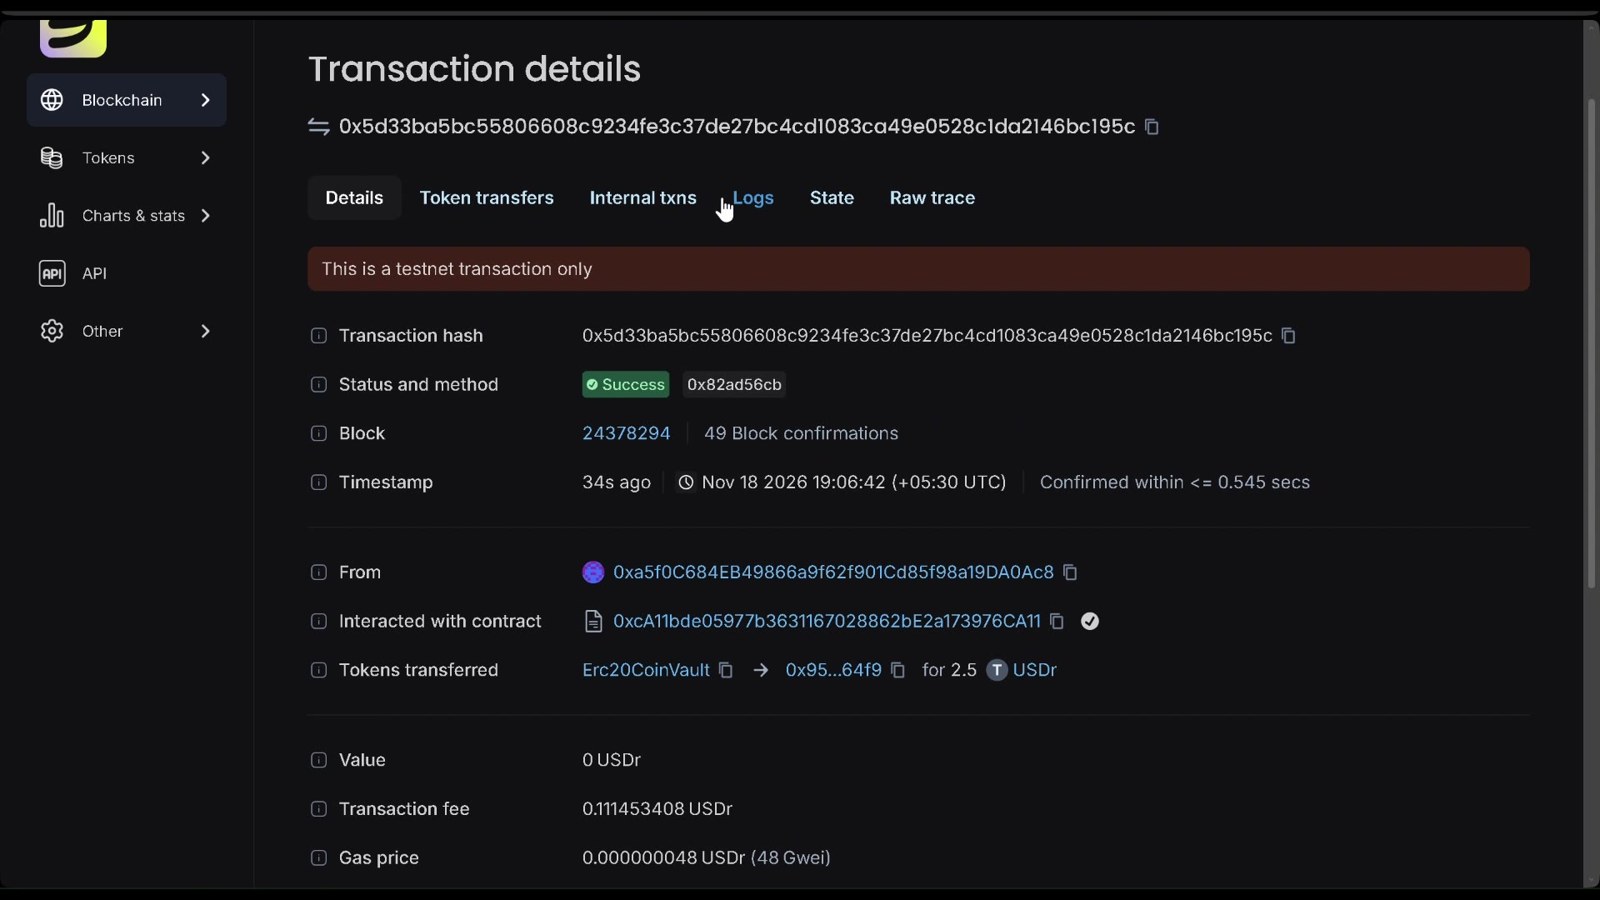 Transaction details
0x5d33ba5bc55806608c9234fe3c37de27bc4cd1083ca49e0528c1da2146bc195c
Blockchain
Tokens
Charts & stats
API API
Other
Details Token transfers Internal txns Logs State Raw trace
This is a testnet transaction only
Transaction hash 0x5d33ba5bc55806608c9234fe3c37de27bc4cd1083ca49e0528c1da2146bc195c
Status and method Success 0x82ad56cb
Block 24378294 49 Block confirmations
Timestamp 34s ago Nov 18 2026 19:06:42 (+05:30 UTC) Confirmed within <= 0.545 secs
From 0xa5f0C684EB49866a9f62f901Cd85f98a19DA0Ac8
Interacted with contract 0xcA11bde05977b3631167028862bE2a173976CA11
Tokens transferred Erc20CoinVault → 0x95...64f9 for 2.5 T USDr
Value 0 USDr
Transaction fee 0.111453408 USDr
Gas price 0.000000048 USDr (48 Gwei)